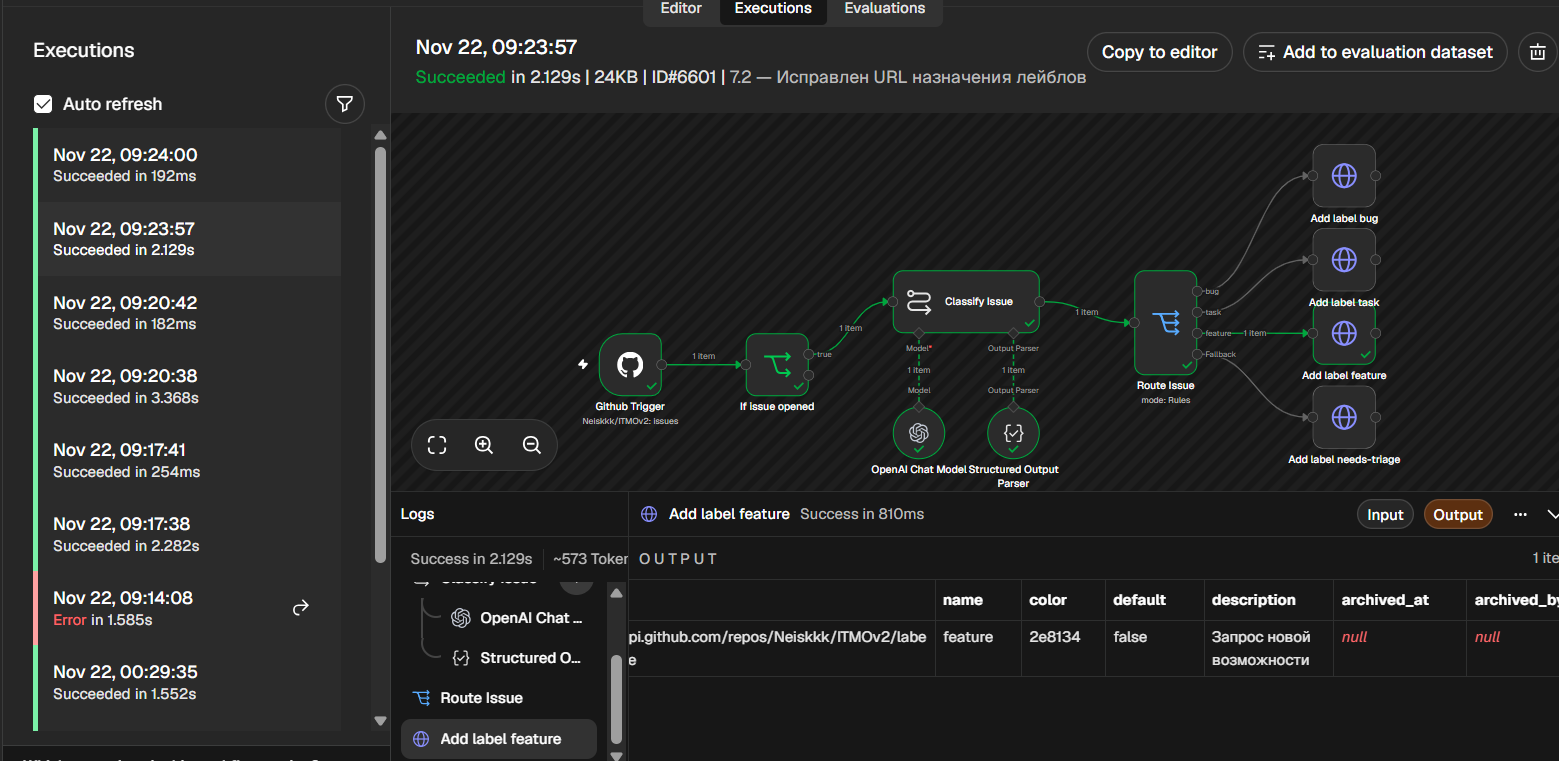 Editor Executions Evaluations
Executions
Auto refresh
Nov 22, 09:24:00
Succeeded in 192ms
Nov 22, 09:23:57
Succeeded in 2.129s
Nov 22, 09:20:42
Succeeded in 182ms
Nov 22, 09:20:38
Succeeded in 3.368s
Nov 22, 09:17:41
Succeeded in 254ms
Nov 22, 09:17:38
Succeeded in 2.282s
Nov 22, 09:14:08
Error in 1.585s
Nov 22, 00:29:35
Succeeded in 1.552s
Nov 22, 09:23:57
Succeeded in 2.129s | 24KB | ID#6601 | 7.2 — Исправлен URL назначения лейблов
Copy to editor
Add to evaluation dataset
Github Trigger
Neiskkk/ITMOv2: issues
1 item
If issue opened
true
1 item
Classify Issue
Model*
1 item
Model
OpenAI Chat Model
Output Parser
1 item
Output Parser
Structured Output
Parser
1 item
Route Issue
mode: Rules
bug
task
feature
1 item
Fallback
Add label bug
Add label task
Add label feature
Add label needs-triage
Logs
Success in 2.129s
~573 Token
OpenAI Chat ...
Structured O...
Route Issue
Add label feature
Add label feature Success in 810ms
Input
Output
OUTPUT
1 ite
name color default description archived_at archived_by
pi.github.com/repos/Neiskkk/ITMOv2/labe
e
feature 2e8134 false
Запрос новой
возможности
null null